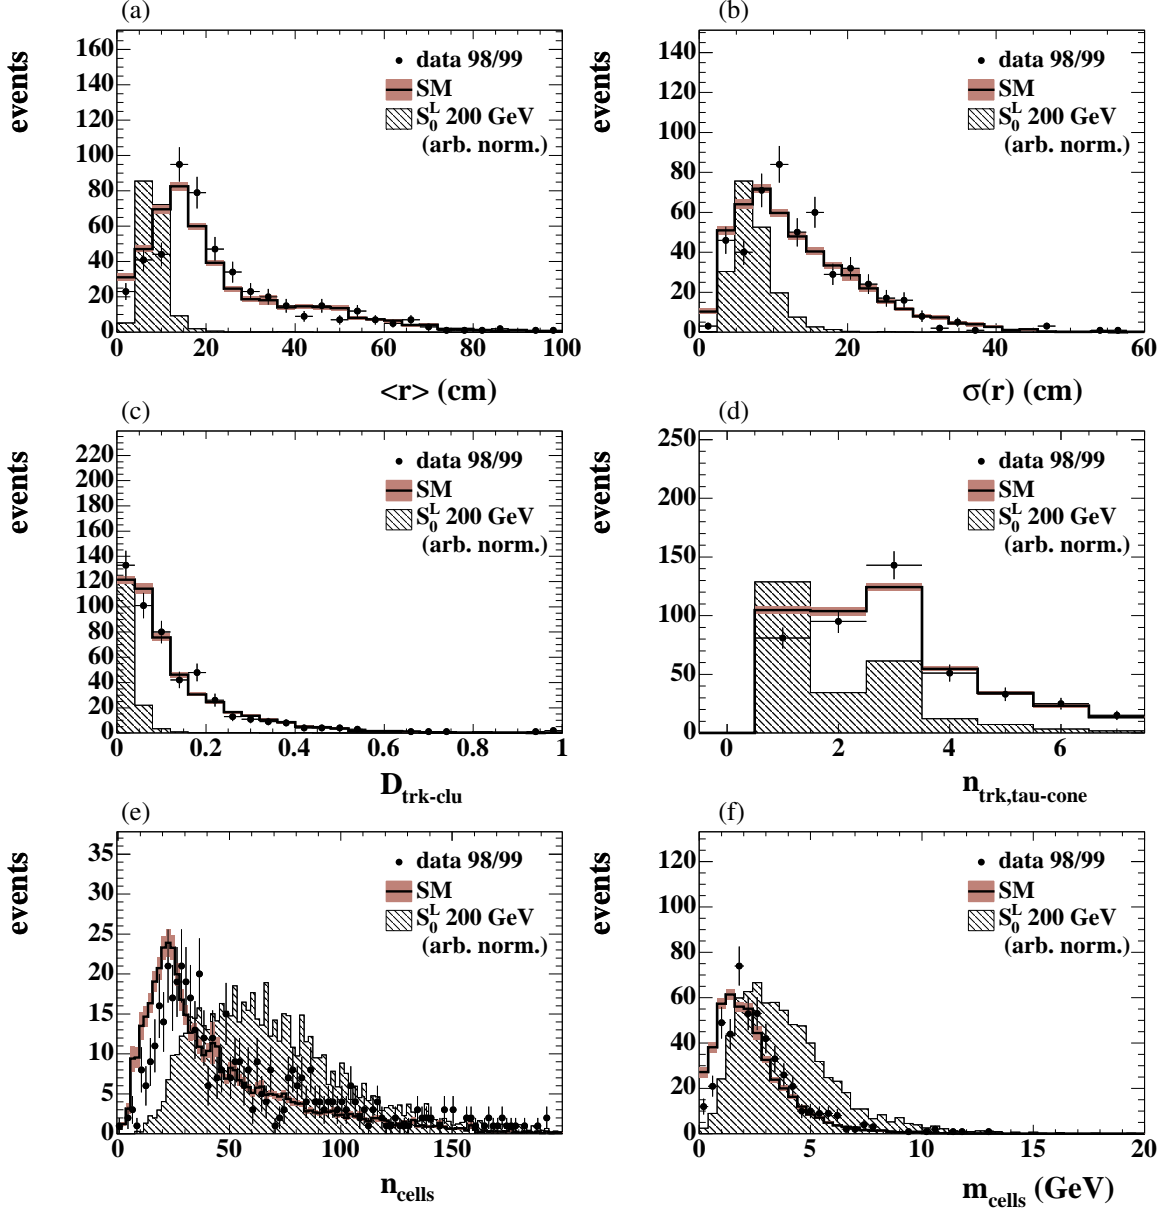 (a)
events
160
140
120
100
80
60
40
20
0
data 98/99
SM
S₀ᴸ 200 GeV
(arb. norm.)
0 20 40 60 80 100
<r> (cm)
(b)
events
140
120
100
80
60
40
20
0
data 98/99
SM
S₀ᴸ 200 GeV
(arb. norm.)
0 20 40 60
σ(r) (cm)
(c)
events
220
200
180
160
140
120
100
80
60
40
20
0
data 98/99
SM
S₀ᴸ 200 GeV
(arb. norm.)
0 0.2 0.4 0.6 0.8 1
D trk-clu
(d)
events
250
200
150
100
50
0
data 98/99
SM
S₀ᴸ 200 GeV
(arb. norm.)
0 2 4 6
n trk,tau-cone
(e)
events
35
30
25
20
15
10
5
0
data 98/99
SM
S₀ᴸ 200 GeV
(arb. norm.)
0 50 100 150
n cells
(f)
events
120
100
80
60
40
20
0
data 98/99
SM
S₀ᴸ 200 GeV
(arb. norm.)
0 5 10 15 20
m cells (GeV)